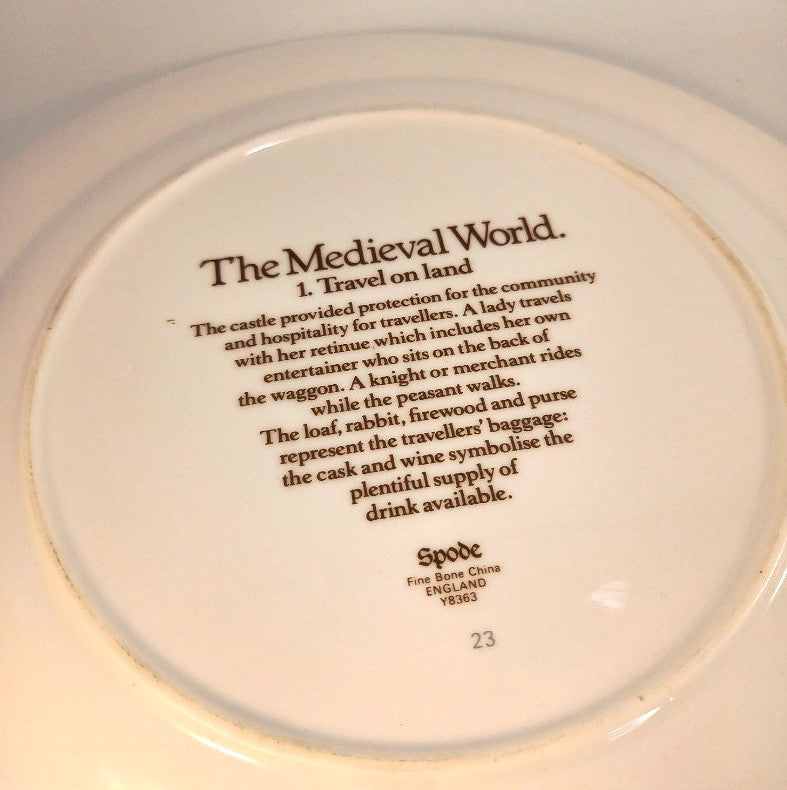 The Medieval World.
1. Travel on land
The castle provided protection for the community
and hospitality for travellers. A lady travels
with her retinue which includes her own
entertainer who sits on the back of
the waggon. A knight or merchant rides
while the peasant walks.
The loaf, rabbit, firewood and purse
represent the travellers' baggage:
the cask and wine symbolise the
plentiful supply of
drink available.
Spode
Fine Bone China
ENGLAND
Y8363
23